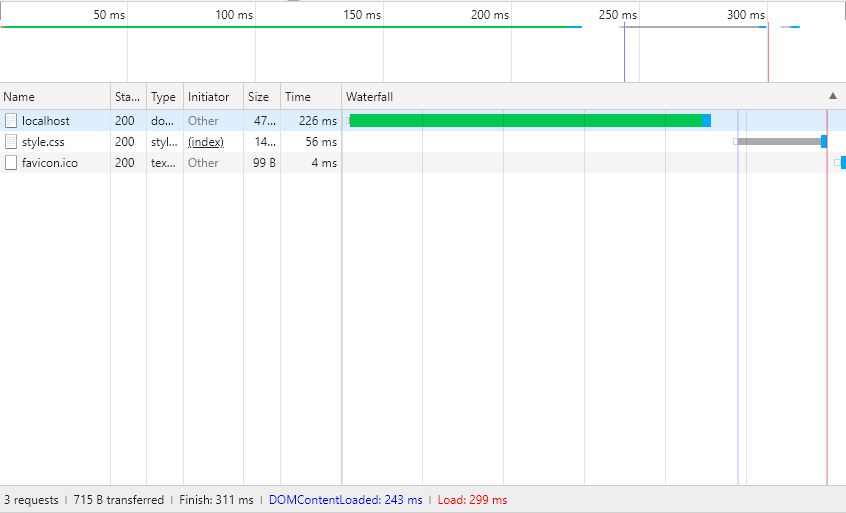 50 ms 100 ms 150 ms 200 ms 250 ms 300 ms
Name Sta... Type Initiator Size Time Waterfall
localhost 200 do... Other 47... 226 ms
style.css 200 styl... (index) 14... 56 ms
favicon.ico 200 tex... Other 99 B 4 ms
3 requests | 715 B transferred | Finish: 311 ms | DOMContentLoaded: 243 ms | Load: 299 ms